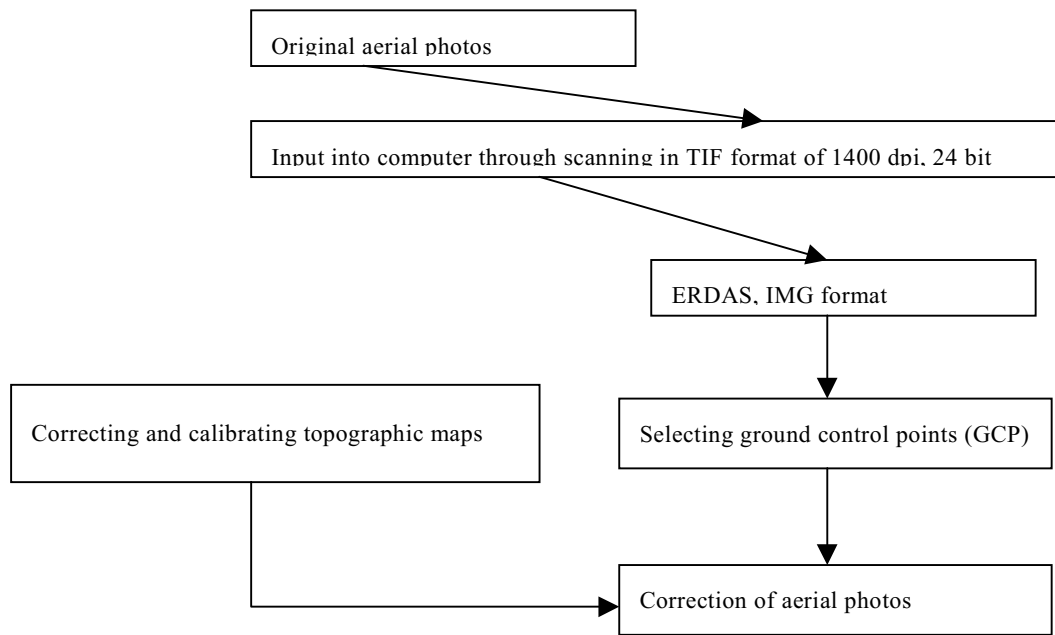 Original aerial photos
Input into computer through scanning in TIF format of 1400 dpi, 24 bit
ERDAS, IMG format
Correcting and calibrating topographic maps
Selecting ground control points (GCP)
Correction of aerial photos